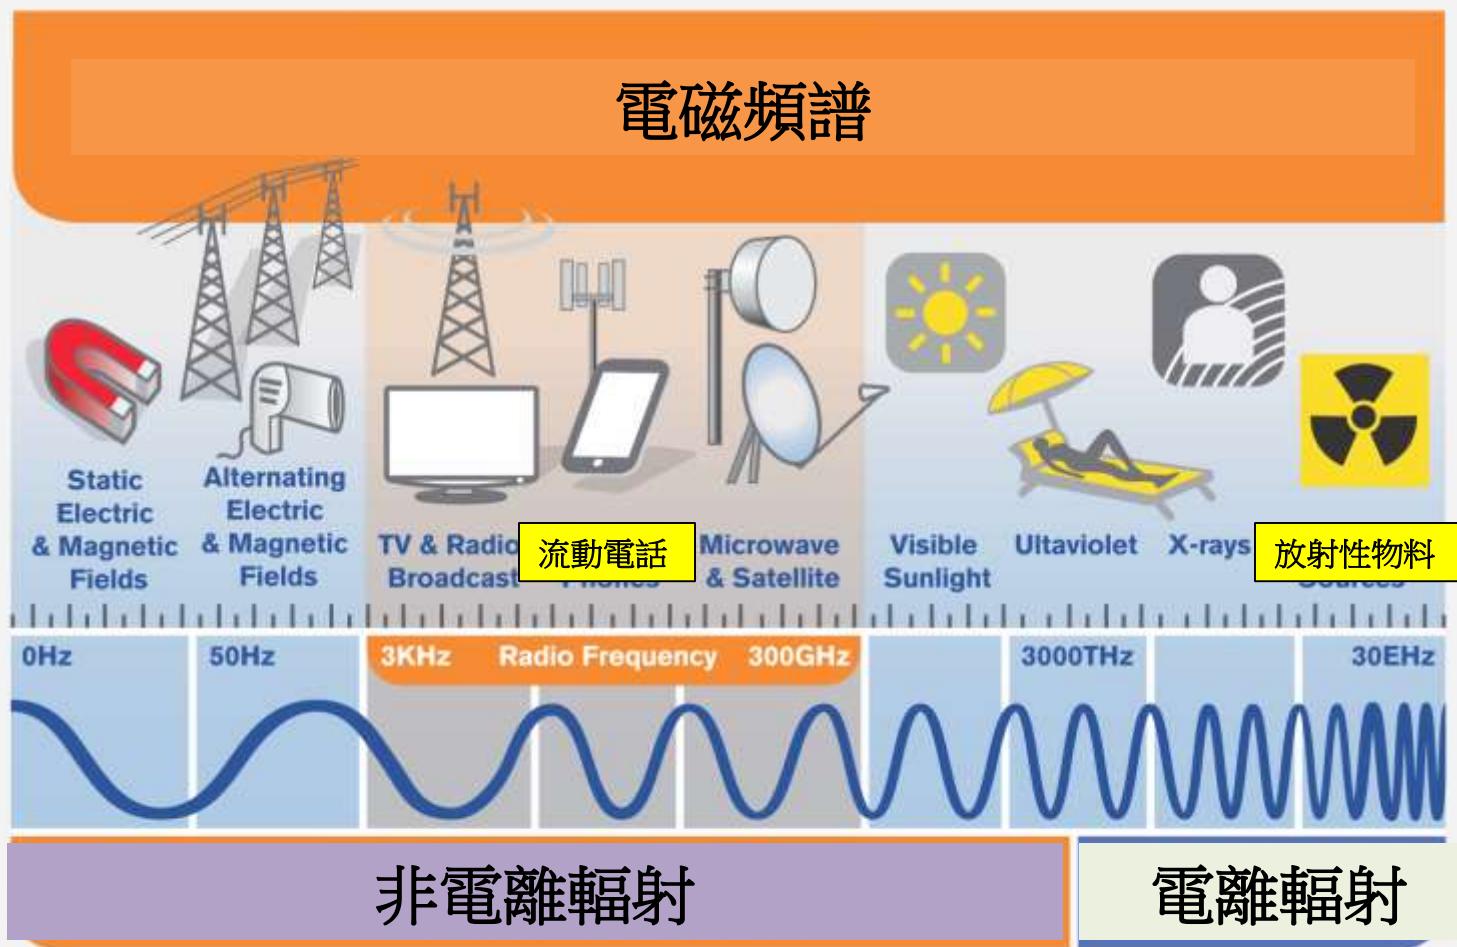 電磁頻譜
Static
Electric
& Magnetic
Fields
Alternating
Electric
& Magnetic
Fields
TV & Radio
Broadcast
流動電話
Phones
Microwave
& Satellite
Visible
Sunlight
Ultaviolet
X-rays
放射性物料
Sources
0Hz
50Hz
3KHz
Radio Frequency
300GHz
3000THz
30EHz
非電離輻射
電離輻射